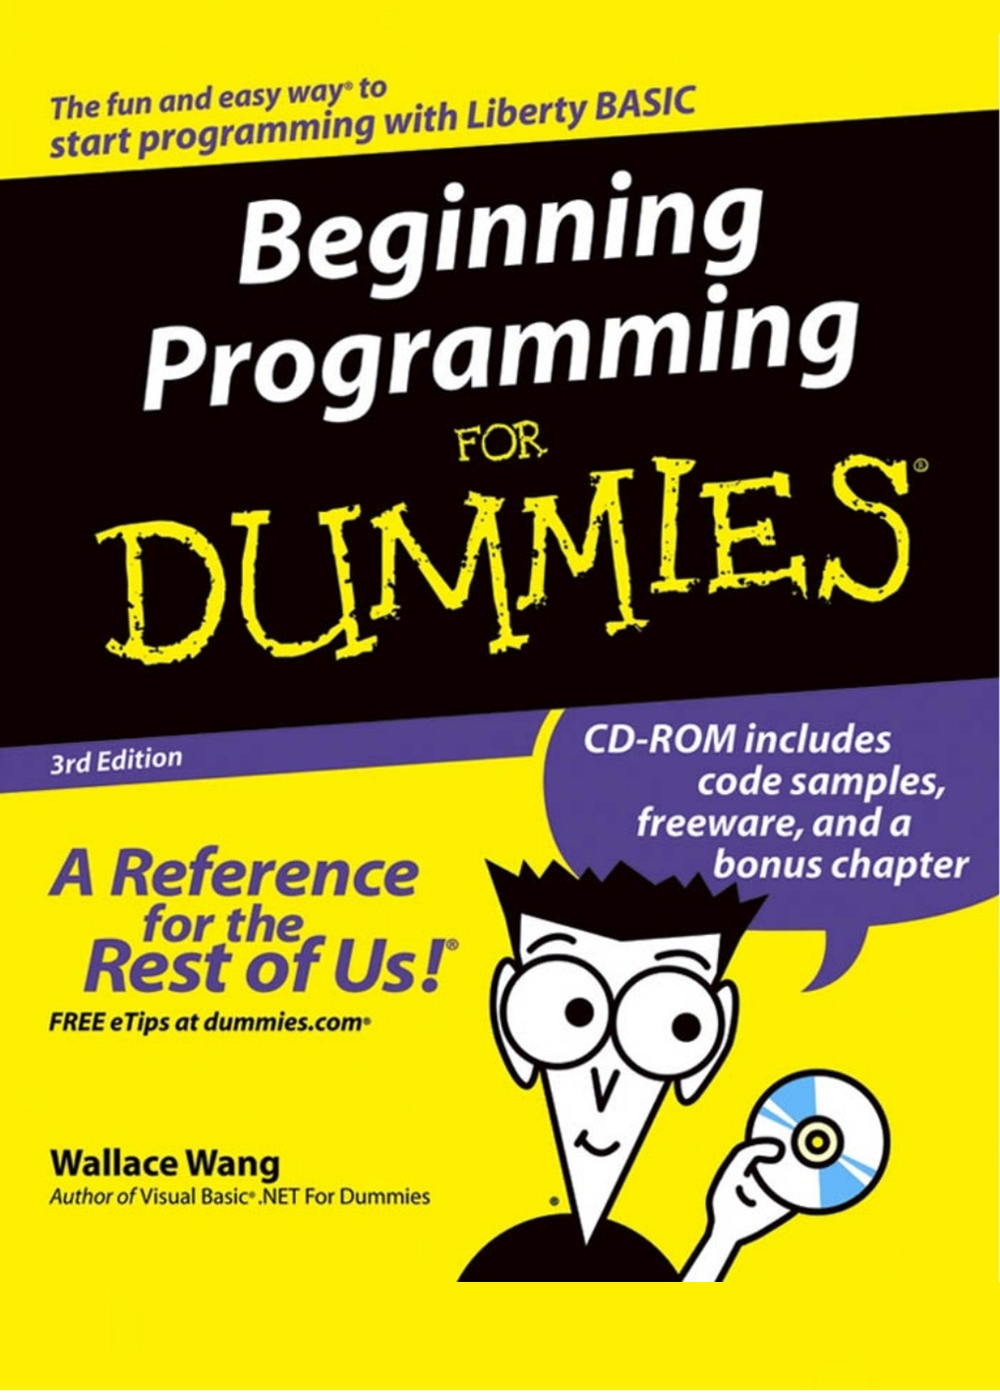 The fun and easy way® to
start programming with Liberty BASIC
Beginning
Programming
FOR
DUMMIES®
3rd Edition
CD-ROM includes
code samples,
freeware, and a
bonus chapter
A Reference
for the
Rest of Us!®
FREE eTips at dummies.com®
Wallace Wang
Author of Visual Basic® .NET For Dummies